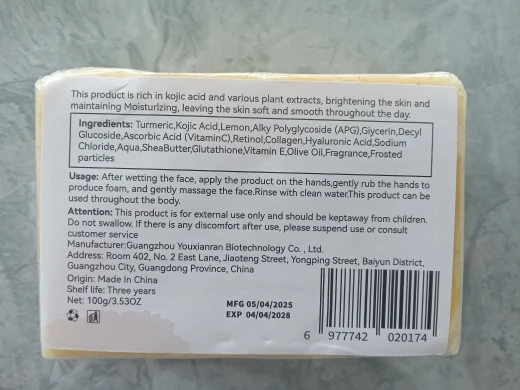 This product is rich in kojic acid and various plant extracts, brightening the skin and
maintaining Moisturizing, leaving the skin soft and smooth throughout the day.
Ingredients: Turmeric,Kojic Acid,Lemon,Alky Polyglycoside (APG),Glycerin,Decyl
Glucoside,Ascorbic Acid (VitaminC),Retinol,Collagen,Hyaluronic Acid,Sodium
Chloride,Aqua,SheaButter,Glutathione,Vitamin E,Olive Oil,Fragrance,Frosted
particles
Usage: After wetting the face, apply the product on the hands,gently rub the hands to
produce foam, and gently massage the face.Rinse with clean water.This product can be
used throughout the body.
Attention: This product is for external use only and should be keptaway from children.
Do not swallow. If there is any discomfort after use, please suspend use or consult
customer service
Manufacturer:Guangzhou Youxianran Biotechnology Co. , Ltd.
Address: Room 402, No. 2 East Lane, Jiaoteng Street, Yongping Street, Baiyun District,
Guangzhou City, Guangdong Province, China
Origin: Made In China
Shelf life: Three years
Net: 100g/3.53OZ
MFG 05/04/2025
EXP 04/04/2028
6 977742 020174